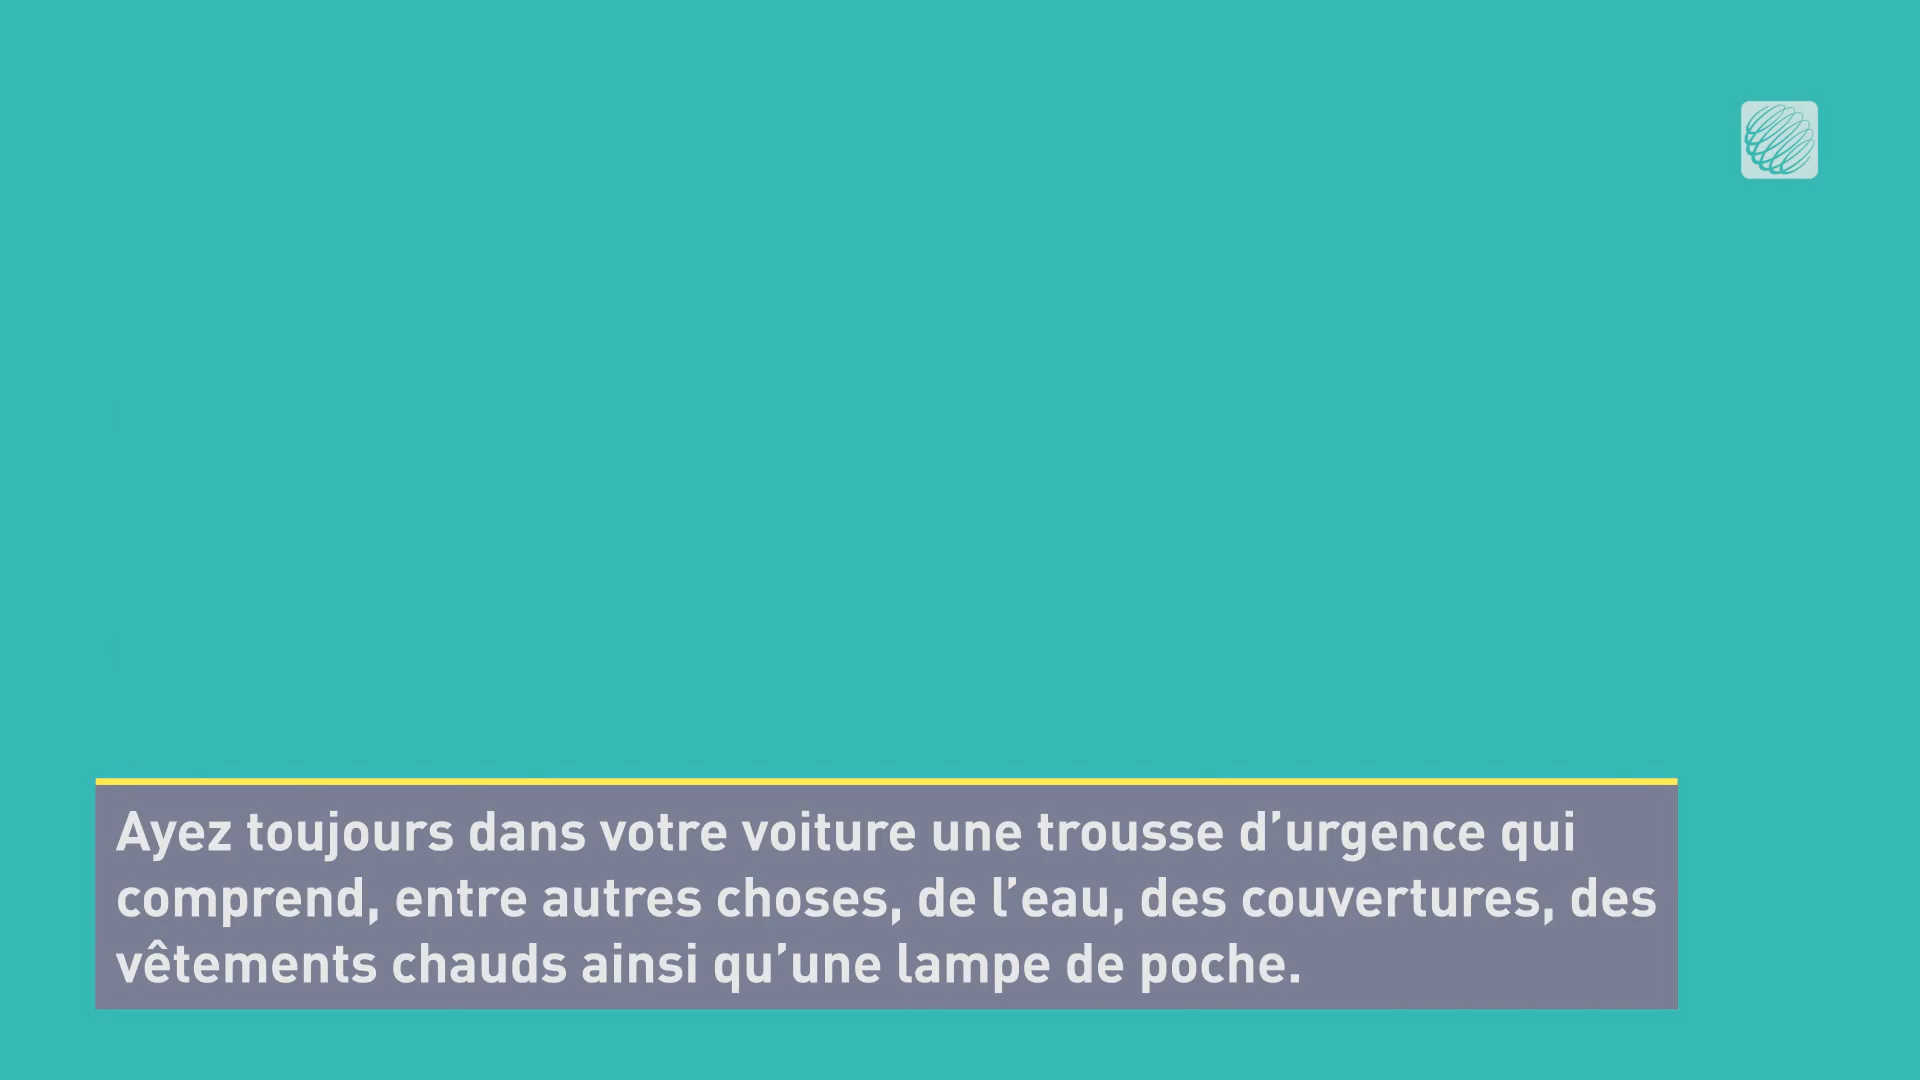 Ayez toujours dans votre voiture une trousse d’urgence qui
comprend, entre autres choses, de l’eau, des couvertures, des
vêtements chauds ainsi qu’une lampe de poche.